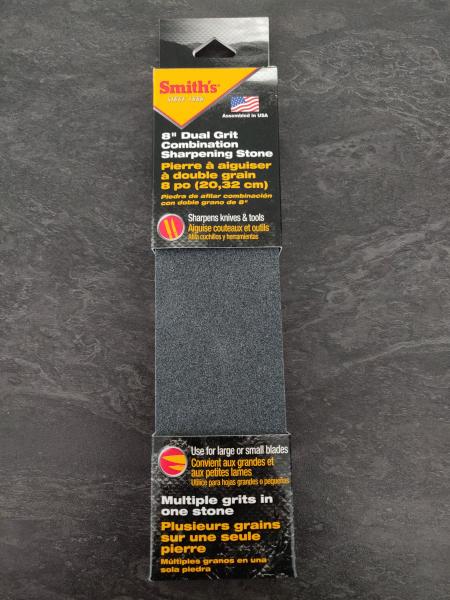 Smith's
SINCE 1886
Assembled in USA
8" Dual Grit
Combination
Sharpening Stone
Pierre à aiguiser
à double grain
8 po (20,32 cm)
Piedra de afilar combinación
con doble grano de 8"
Sharpens knives & tools
Aiguise couteaux et outils
Afila cuchillos y herramientas
Use for large or small blades
Convient aux grandes et
aux petites lames
Utilice para hojas grandes o pequeñas
Multiple grits in
one stone
Plusieurs grains
sur une seule
pierre
Múltiples granos en una
sola piedra